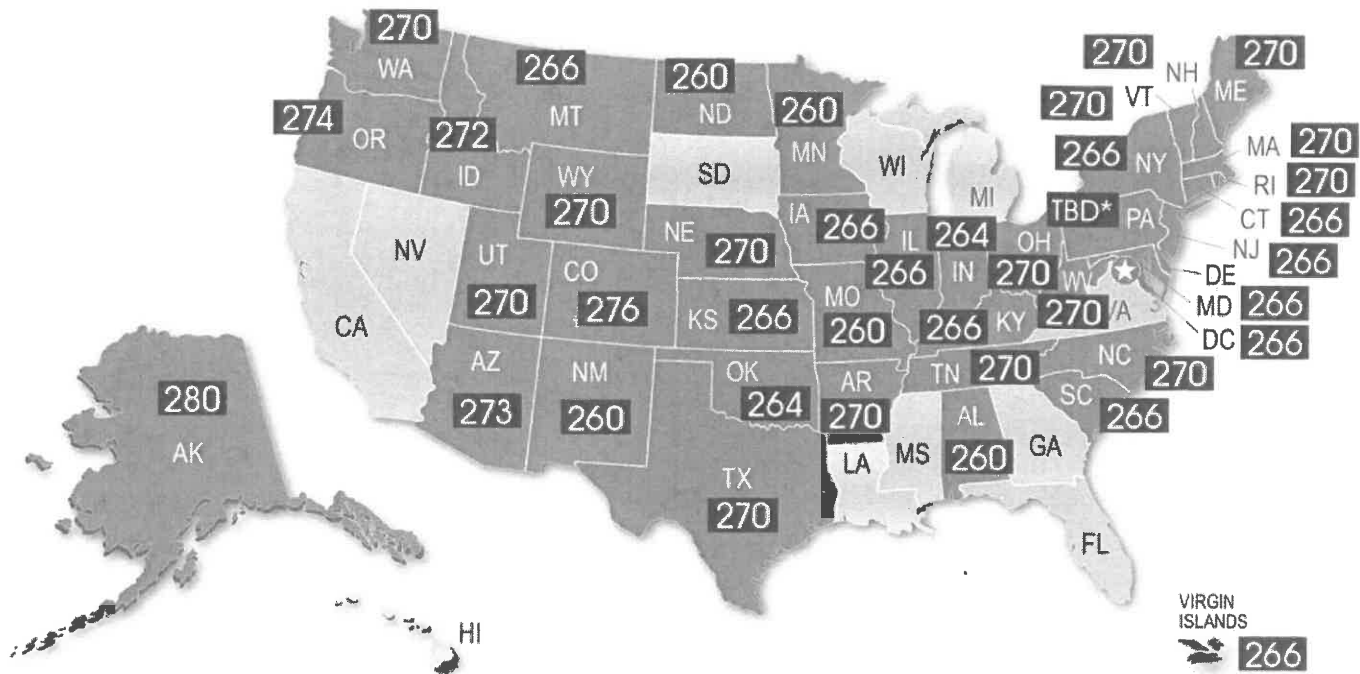 270
WA
266
MT
260
ND
260
MN
270
NH
270
ME
274
OR
272
ID
WY
270
SD
WI
MI
270
VT
266
NY
MA 270
RI 270
CT 266
NJ
266
TBD*
PA
NV
UT
270
CO
276
NE
270
IA
266
IL
266
264
IN
266
OH
270
WV
270
VA
DE
MD 266
DC 266
CA
KS 266
MO
260
KY
AZ
273
NM
260
OK
264
AR
270
TN 270
NC
270
SC
266
280
AK
TX
270
LA
MS
AL
260
GA
FL
HI
VIRGIN
ISLANDS
266